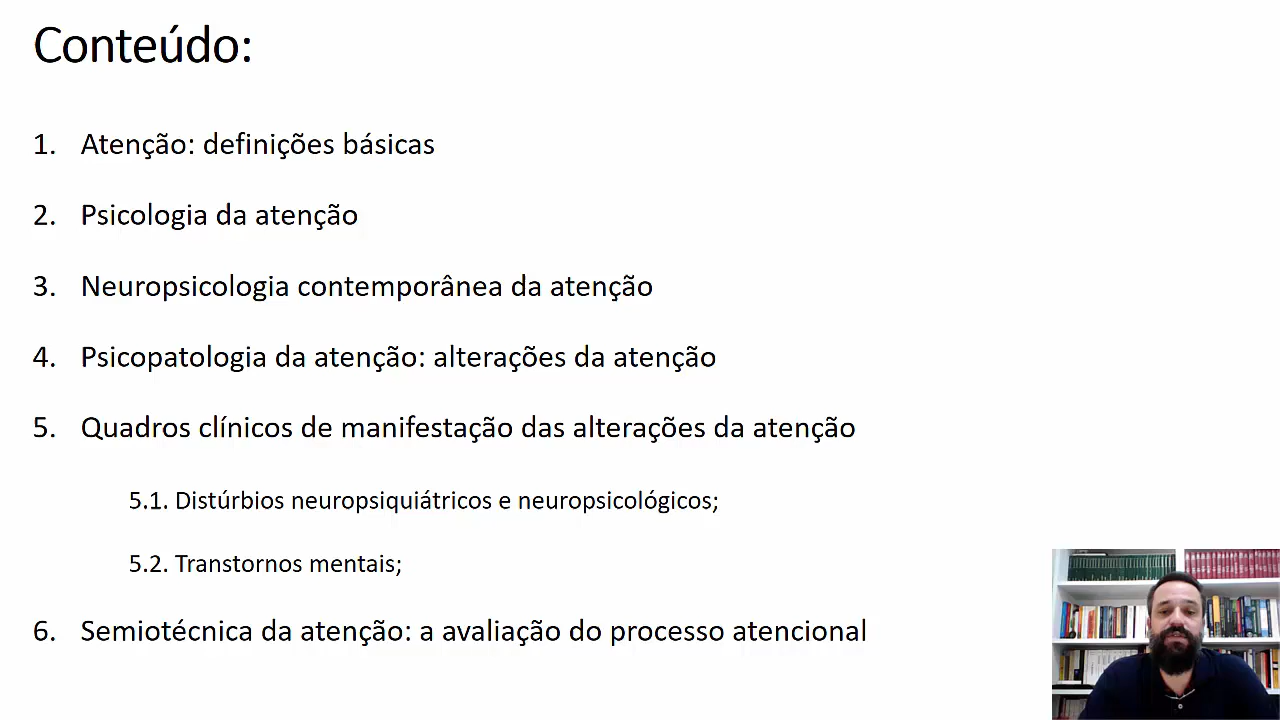 Conteúdo:
1. Atenção: definições básicas
2. Psicologia da atenção
3. Neuropsicologia contemporânea da atenção
4. Psicopatologia da atenção: alterações da atenção
5. Quadros clínicos de manifestação das alterações da atenção
5.1. Distúrbios neuropsiquiátricos e neuropsicológicos;
5.2. Transtornos mentais;
6. Semiotécnica da atenção: a avaliação do processo atencional